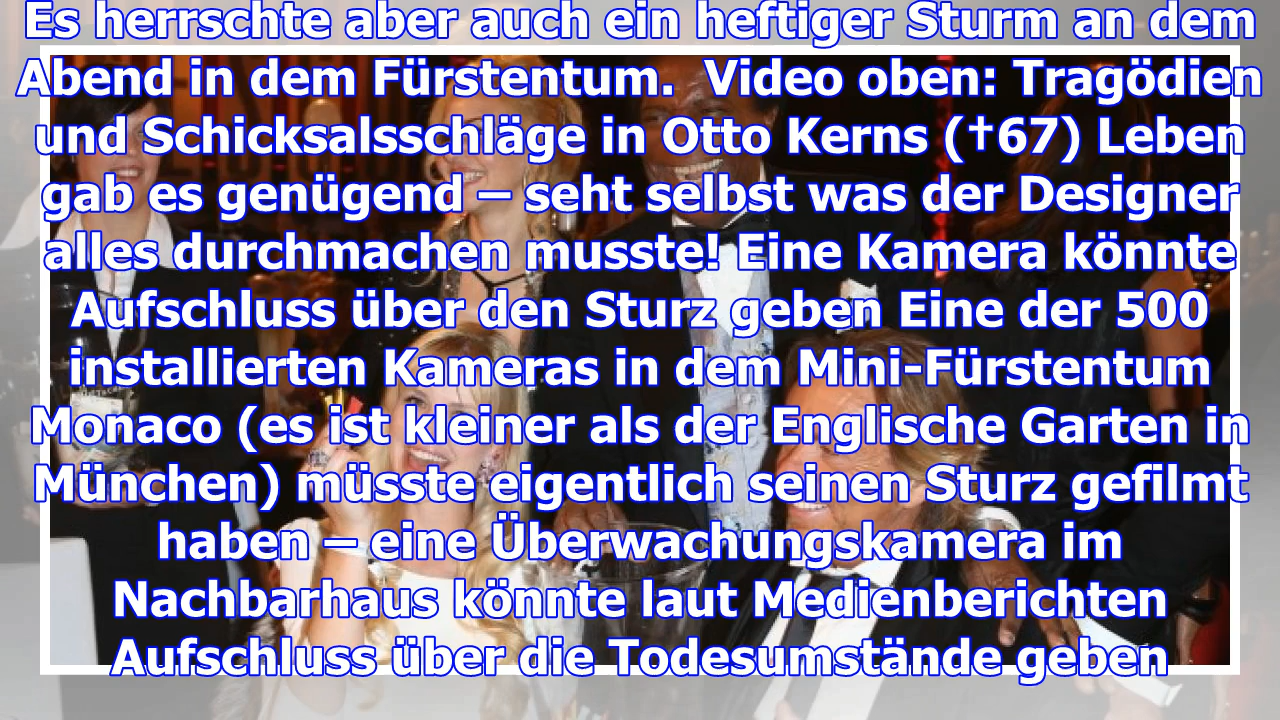 Es herrschte aber auch ein heftiger Sturm an dem
Abend in dem Fürstentum.  Video oben: Tragödien
und Schicksalsschläge in Otto Kerns (†67) Leben
gab es genügend – seht selbst was der Designer
alles durchmachen musste! Eine Kamera könnte
Aufschluss über den Sturz geben Eine der 500
installierten Kameras in dem Mini-Fürstentum
Monaco (es ist kleiner als der Englische Garten in
München) müsste eigentlich seinen Sturz gefilmt
haben – eine Überwachungskamera im
Nachbarhaus könnte laut Medienberichten
Aufschluss über die Todesumstände geben